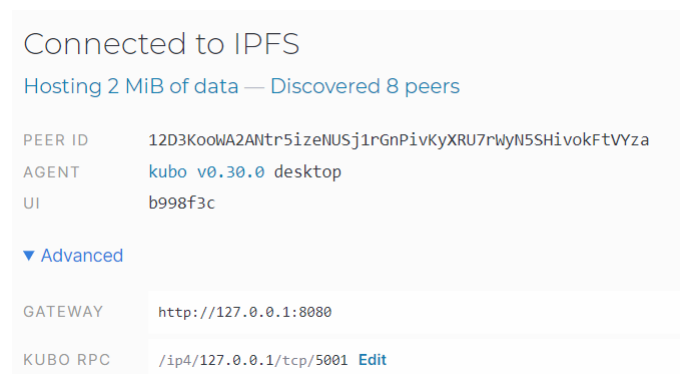 Connected to IPFS
Hosting 2 MiB of data — Discovered 8 peers
PEER ID 12D3KooWA2ANtr5izeNUSj1rGnPivKyXRU7rWyN5SHivokFtVYza
AGENT kubo v0.30.0 desktop
UI b998f3c
▼ Advanced
GATEWAY http://127.0.0.1:8080
KUBO RPC /ip4/127.0.0.1/tcp/5001 Edit